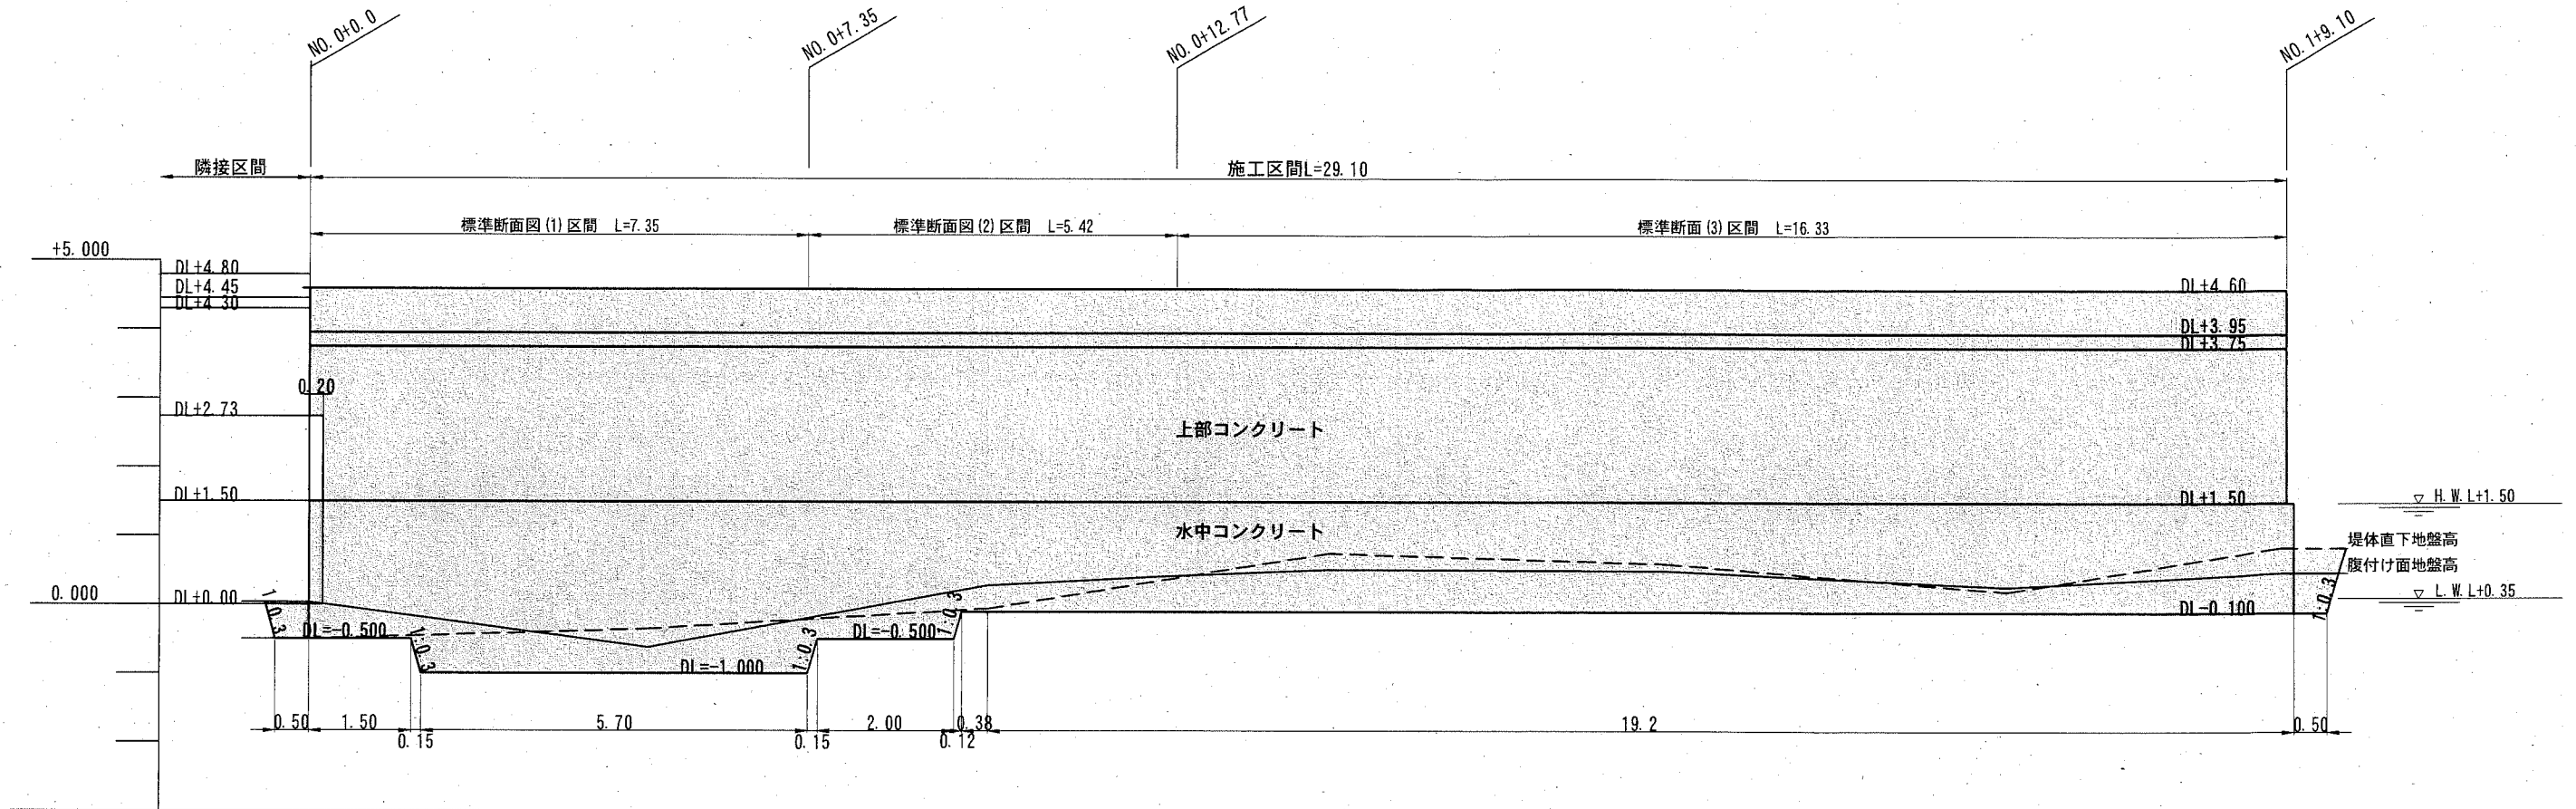 NO. 0+0.0
NO. 0+7.35
NO. 0+12.77
NO. 1+9.10
隣接区間
施工区間L=29.10
標準断面図(1)区間 L=7.35
標準断面図(2)区間 L=5.42
標準断面(3)区間 L=16.33
+5.000
DL+4.80
DL+4.45
DL+4.30
DL+4.60
DL+3.95
DL+3.75
0.20
DL+2.73
上部コンクリート
DL+1.50
DL+1.50
H.W.L+1.50
水中コンクリート
堤体直下地盤高
腹付け面地盤高
0.000
DL+0.00
L.W.L+0.35
DL-0.100
1:0.3
DL=-0.500
1:0.3
DL=-1.000
1:0.3
DL=-0.500
1:0.3
1:0.3
0.50
1.50
0.15
5.70
0.15
2.00
0.12
0.38
19.2
0.50